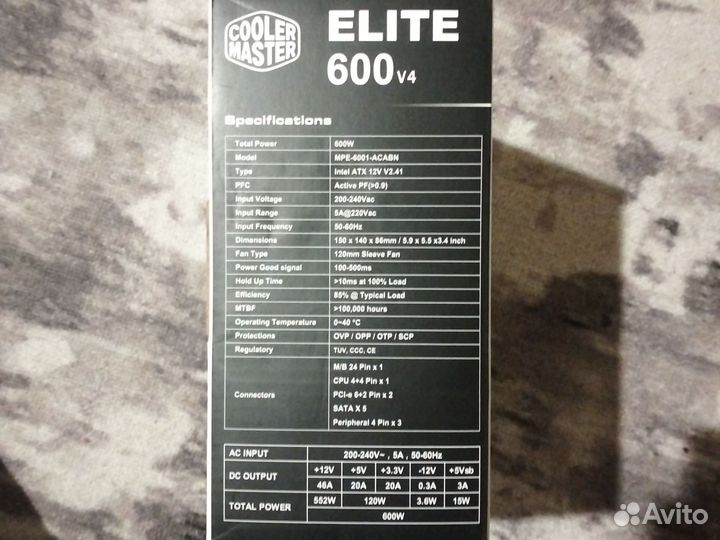 COOLER MASTER
ELITE
600 V4
Specifications
Total Power 600W
Model MPE-6001-ACABN
Type Intel ATX 12V V2.41
PFC Active PF(>0.9)
Input Voltage 200-240Vac
Input Range 5A@220Vac
Input Frequency 50-60Hz
Dimensions 150 x 140 x 86mm / 5.9 x 5.5 x3.4 inch
Fan Type 120mm Sleeve Fan
Power Good signal 100-500ms
Hold Up Time >10ms at 100% Load
Efficiency 85% @ Typical Load
MTBF >100,000 hours
Operating Temperature 0~40 °C
Protections OVP / OPP / OTP / SCP
Regulatory TUV, CCC, CE
Connectors
M/B 24 Pin x 1
CPU 4+4 Pin x 1
PCI-e 6+2 Pin x 2
SATA X 5
Peripheral 4 Pin x 3
AC INPUT 200-240V~ , 5A , 50-60Hz
DC OUTPUT +12V +5V +3.3V -12V +5Vsb
46A 20A 20A 0.3A 3A
TOTAL POWER 552W 120W 3.6W 15W
600W
Avito